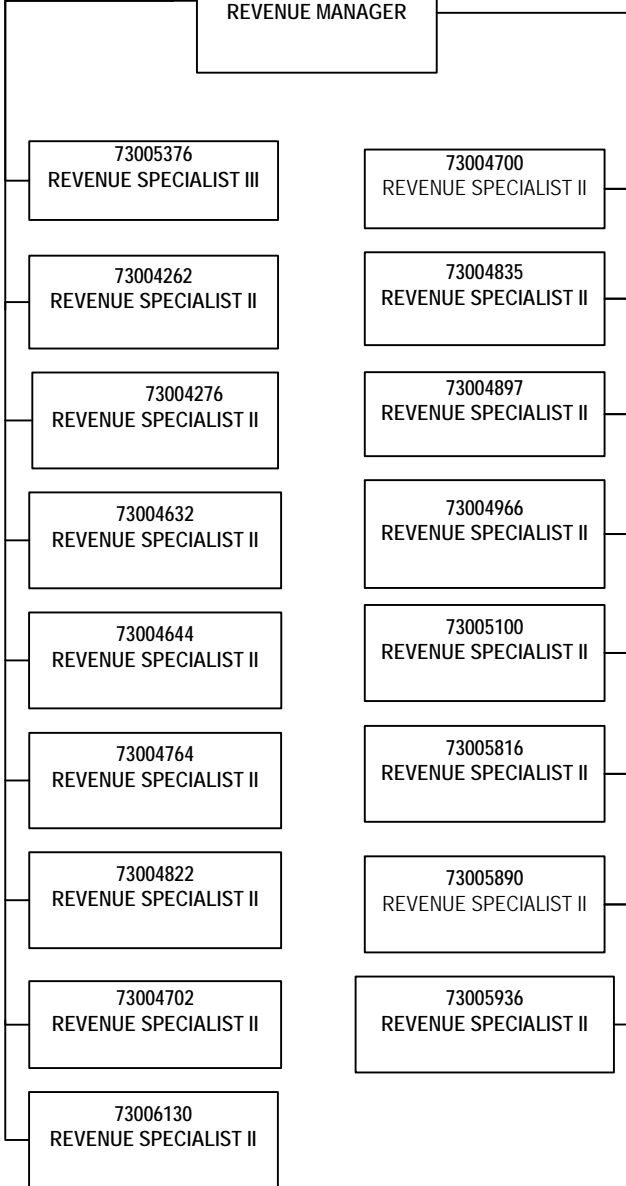 REVENUE MANAGER
73005376
REVENUE SPECIALIST III
73004262
REVENUE SPECIALIST II
73004276
REVENUE SPECIALIST II
73004632
REVENUE SPECIALIST II
73004644
REVENUE SPECIALIST II
73004764
REVENUE SPECIALIST II
73004822
REVENUE SPECIALIST II
73004702
REVENUE SPECIALIST II
73006130
REVENUE SPECIALIST II
73004700
REVENUE SPECIALIST II
73004835
REVENUE SPECIALIST II
73004897
REVENUE SPECIALIST II
73004966
REVENUE SPECIALIST II
73005100
REVENUE SPECIALIST II
73005816
REVENUE SPECIALIST II
73005890
REVENUE SPECIALIST II
73005936
REVENUE SPECIALIST II